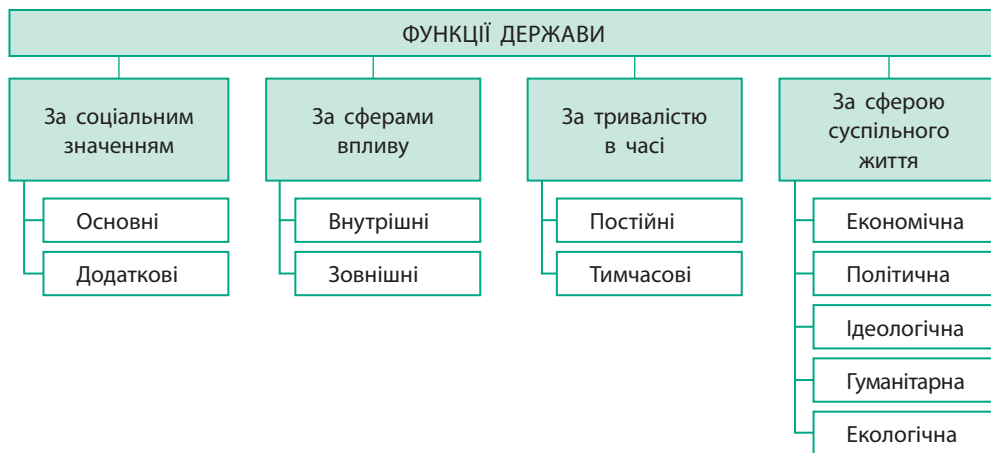 ФУНКЦІЇ ДЕРЖАВИ
За соціальним
значенням
Основні
Додаткові
За сферами
впливу
Внутрішні
Зовнішні
За тривалістю
в часі
Постійні
Тимчасові
За сферою
суспільного
життя
Економічна
Політична
Ідеологічна
Гуманітарна
Екологічна